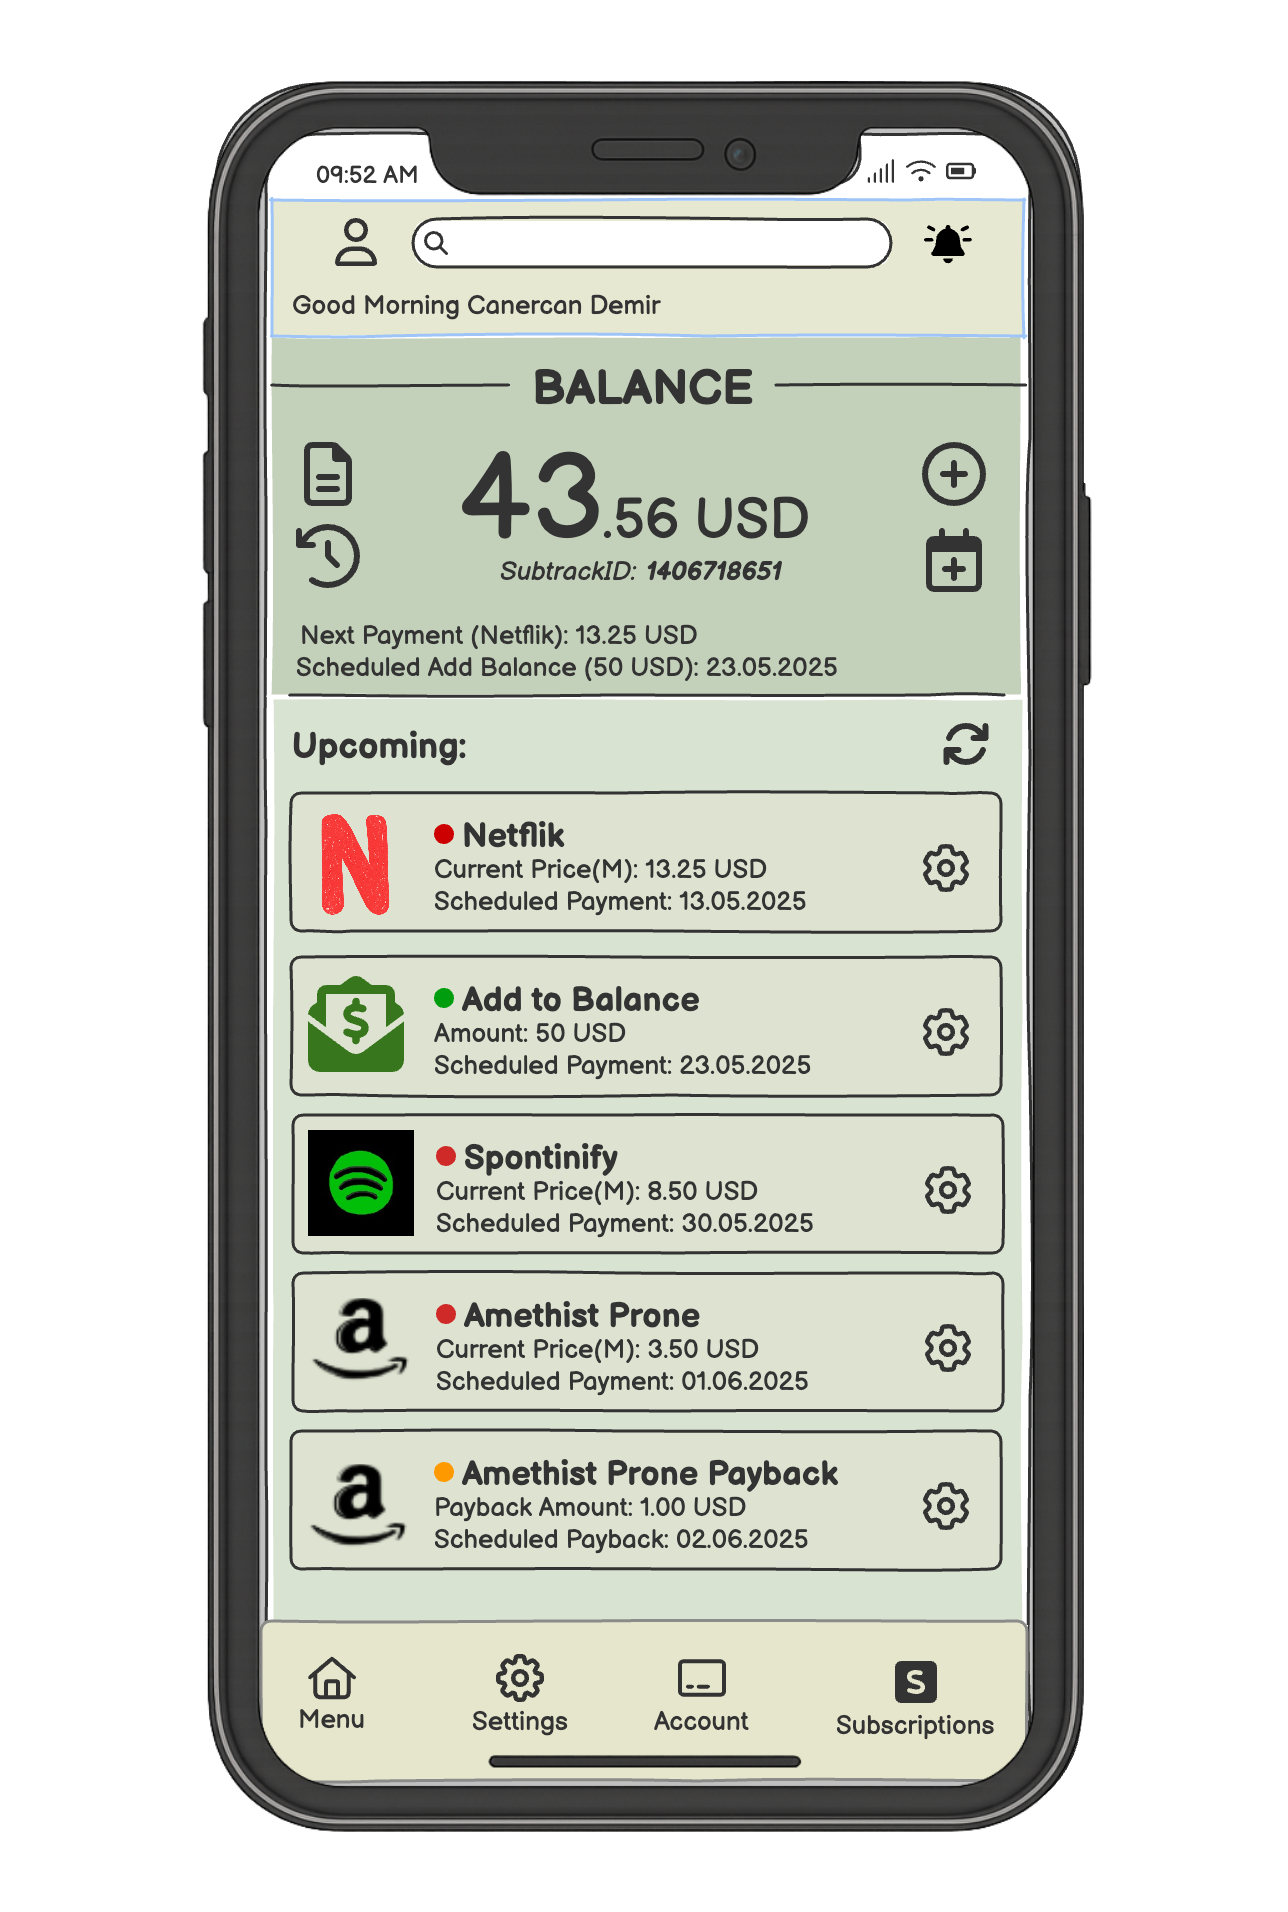 09:52 AM
Good Morning Canercan Demir
BALANCE
43.56 USD
SubtrackID: 1406718651
Next Payment (Netflik): 13.25 USD
Scheduled Add Balance (50 USD): 23.05.2025
Upcoming:
N
Netflik
Current Price(M): 13.25 USD
Scheduled Payment: 13.05.2025
$
Add to Balance
Amount: 50 USD
Scheduled Payment: 23.05.2025
Spontinify
Current Price(M): 8.50 USD
Scheduled Payment: 30.05.2025
a
Amethist Prone
Current Price(M): 3.50 USD
Scheduled Payment: 01.06.2025
a
Amethist Prone Payback
Payback Amount: 1.00 USD
Scheduled Payback: 02.06.2025
S
Menu Settings Account Subscriptions